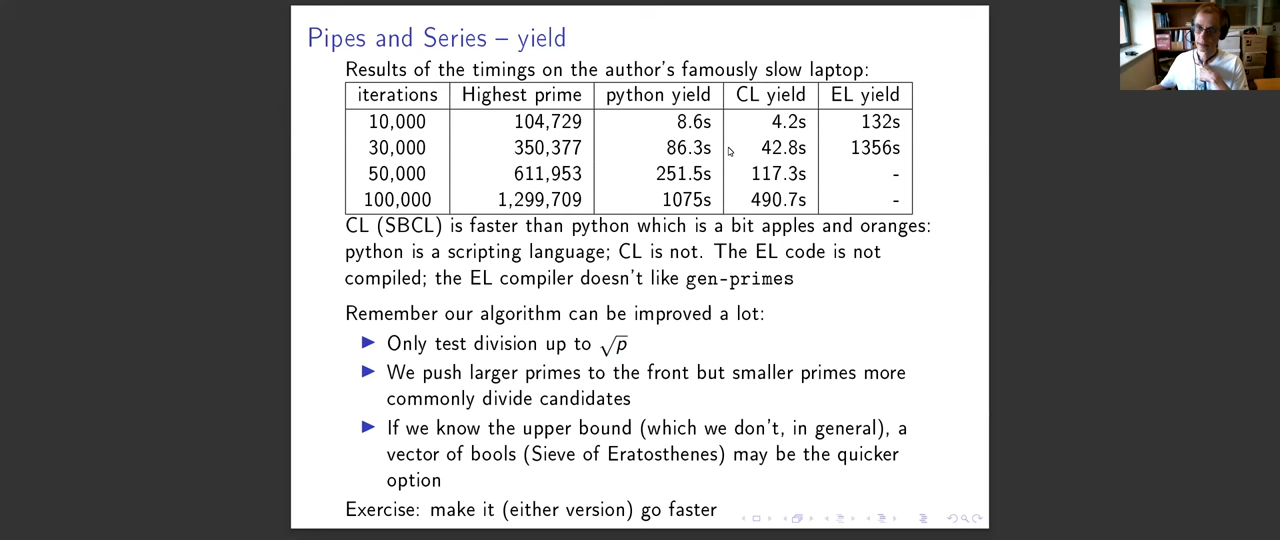 Pipes and Series – yield
Results of the timings on the author's famously slow laptop:
iterations Highest prime python yield CL yield EL yield
10,000 104,729 8.6s 4.2s 132s
30,000 350,377 86.3s 42.8s 1356s
50,000 611,953 251.5s 117.3s -
100,000 1,299,709 1075s 490.7s -
CL (SBCL) is faster than python which is a bit apples and oranges:
python is a scripting language; CL is not. The EL code is not
compiled; the EL compiler doesn't like gen-primes
Remember our algorithm can be improved a lot:
▶ Only test division up to √p
▶ We push larger primes to the front but smaller primes more
commonly divide candidates
▶ If we know the upper bound (which we don't, in general), a
vector of bools (Sieve of Eratosthenes) may be the quicker
option
Exercise: make it (either version) go faster